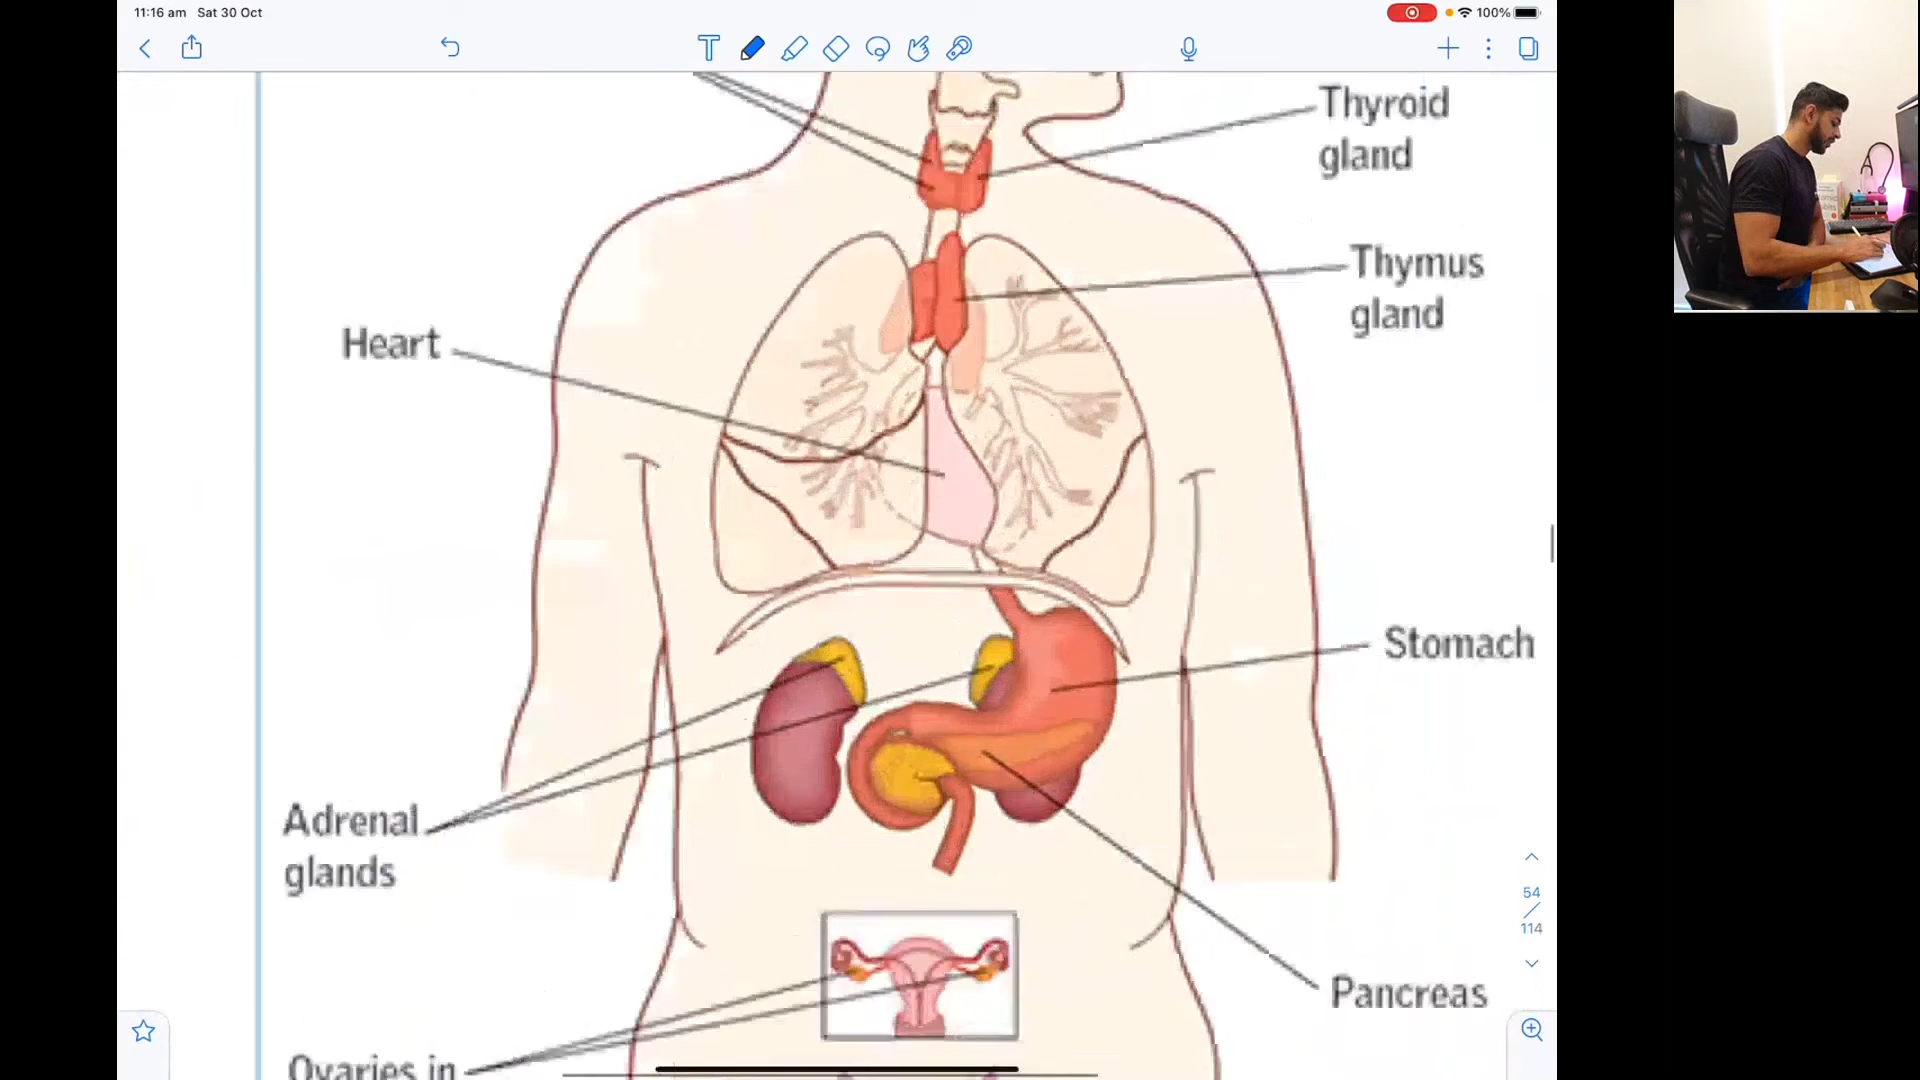 11:16 am Sat 30 Oct
100%
Thyroid
gland
Thymus
gland
Heart
Stomach
Adrenal
glands
54
114
Pancreas
Ovaries in